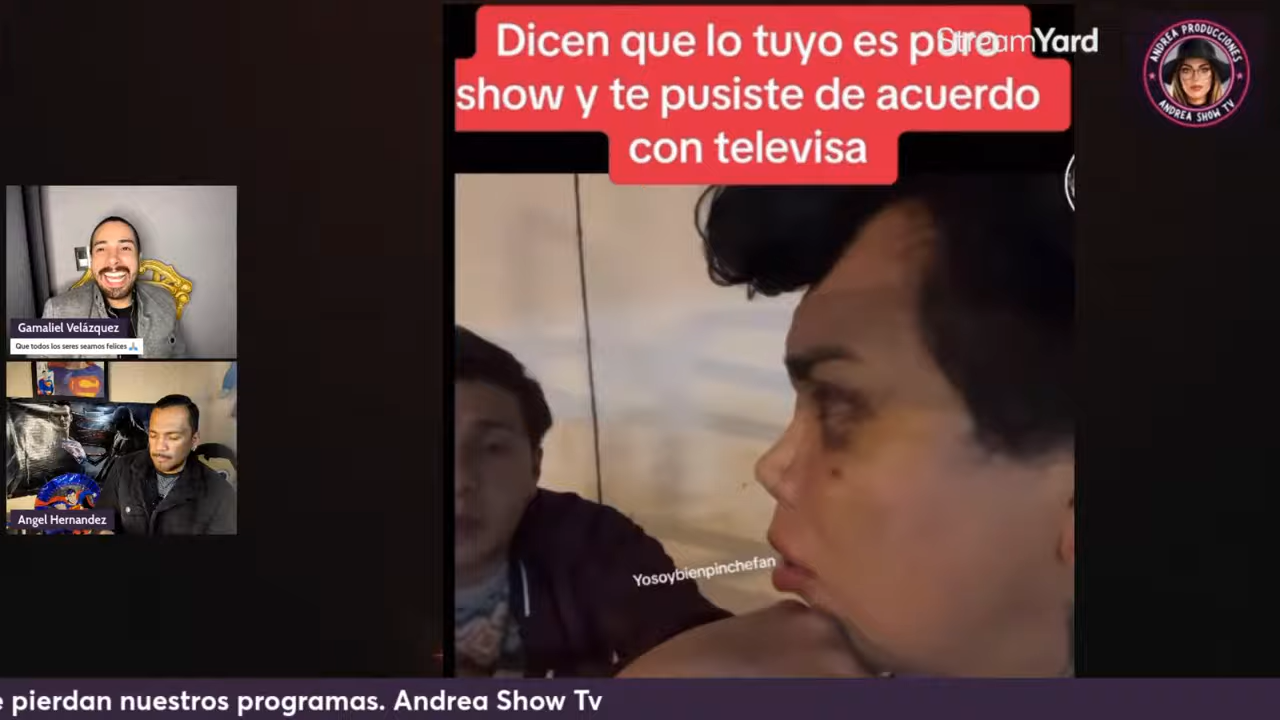 Dicen que lo tuyo es puro
show y te pusiste de acuerdo
con televisa
StreamYard
ANDREA PRODUCCIONES
ANDREA SHOW TV
Gamaliel Velázquez
Que todos los seres seamos felices 🙏
Angel Hernandez
Yosoybienpinchefan
e pierdan nuestros programas. Andrea Show Tv